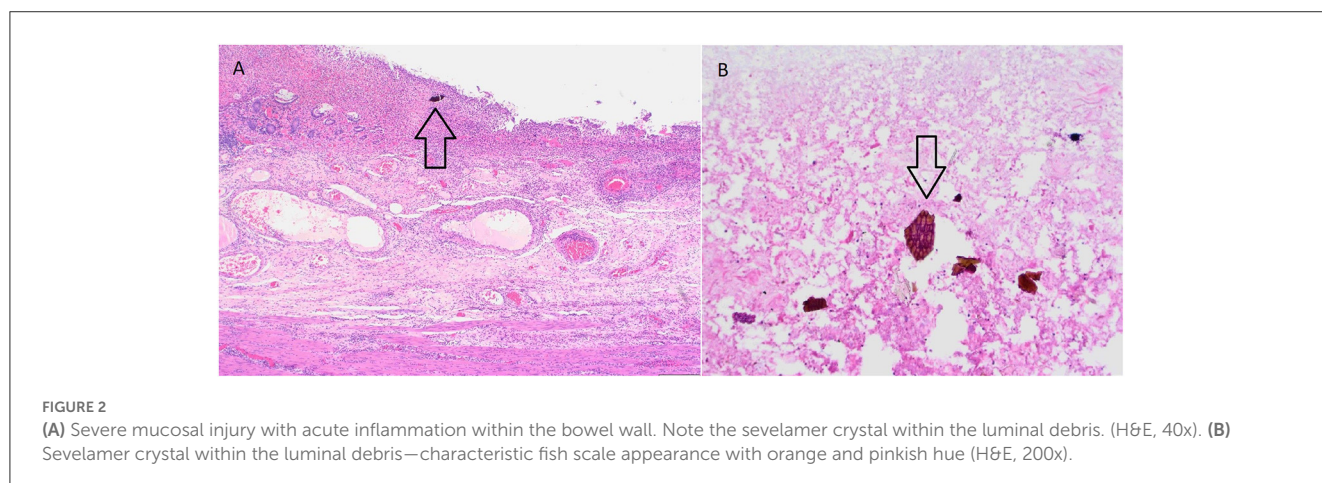 A
B
FIGURE 2
(A) Severe mucosal injury with acute inflammation within the bowel wall. Note the sevelamer crystal within the luminal debris. (H&E, 40x). (B)
Sevelamer crystal within the luminal debris—characteristic fish scale appearance with orange and pinkish hue (H&E, 200x).